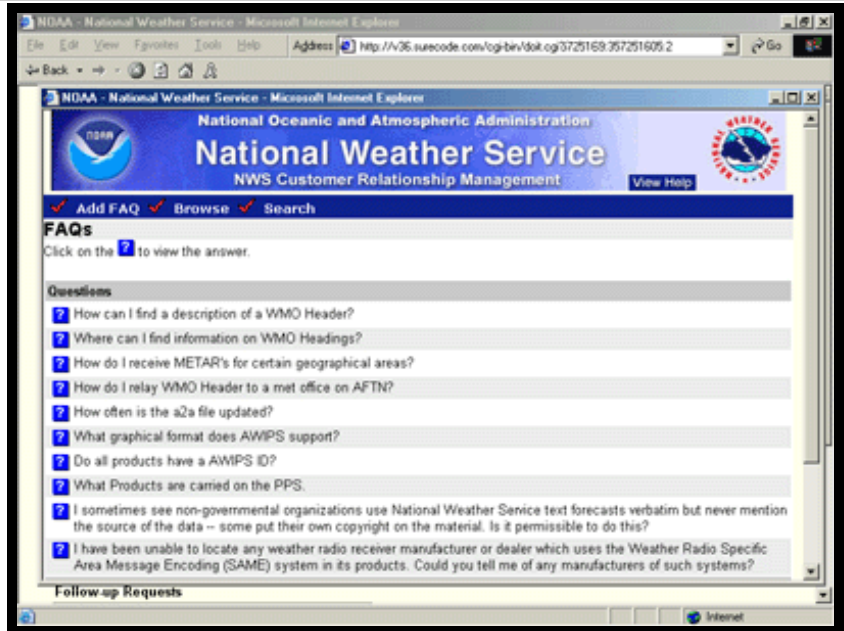 NOAA - National Weather Service - Microsoft Internet Explorer
File Edit View Favorites Tools Help Address http://v36.surecode.com/cgi-bin/doit.cgi/3725169:357251605:2 Go
Back
NOAA - National Weather Service - Microsoft Internet Explorer
National Oceanic and Atmospheric Administration
NOAA
National Weather Service
NWS Customer Relationship Management
View Help
Add FAQ Browse Search
FAQs
Click on the ? to view the answer.
Questions
? How can I find a description of a WMO Header?
? Where can I find information on WMO Headings?
? How do I receive METAR's for certain geographical areas?
? How do I relay WMO Header to a met office on AFTN?
? How often is the a2a file updated?
? What graphical format does AWIPS support?
? Do all products have a AWIPS ID?
? What Products are carried on the PPS.
? I sometimes see non-governmental organizations use National Weather Service text forecasts verbatim but never mention
the source of the data -- some put their own copyright on the material. Is it permissible to do this?
? I have been unable to locate any weather radio receiver manufacturer or dealer which uses the Weather Radio Specific
Area Message Encoding (SAME) system in its products. Could you tell me of any manufacturers of such systems?
Follow-up Requests
Internet